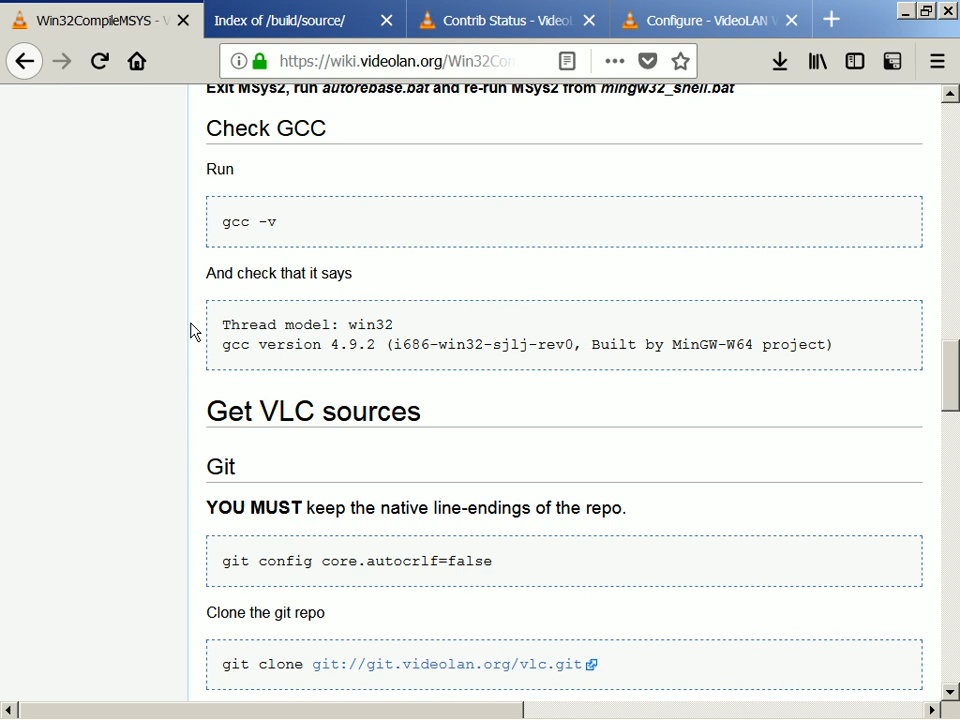 Win32CompileMSYS - V
Index of /build/source/
Contrib Status - VideoL
Configure - VideoLAN V
https://wiki.videolan.org/Win32Con
Exit MSys2, run autorebase.bat and re-run MSys2 from mingw32_shell.bat
Check GCC
Run
gcc -v
And check that it says
Thread model: win32
gcc version 4.9.2 (i686-win32-sjlj-rev0, Built by MinGW-W64 project)
Get VLC sources
Git
YOU MUST keep the native line-endings of the repo.
git config core.autocrlf=false
Clone the git repo
git clone git://git.videolan.org/vlc.git